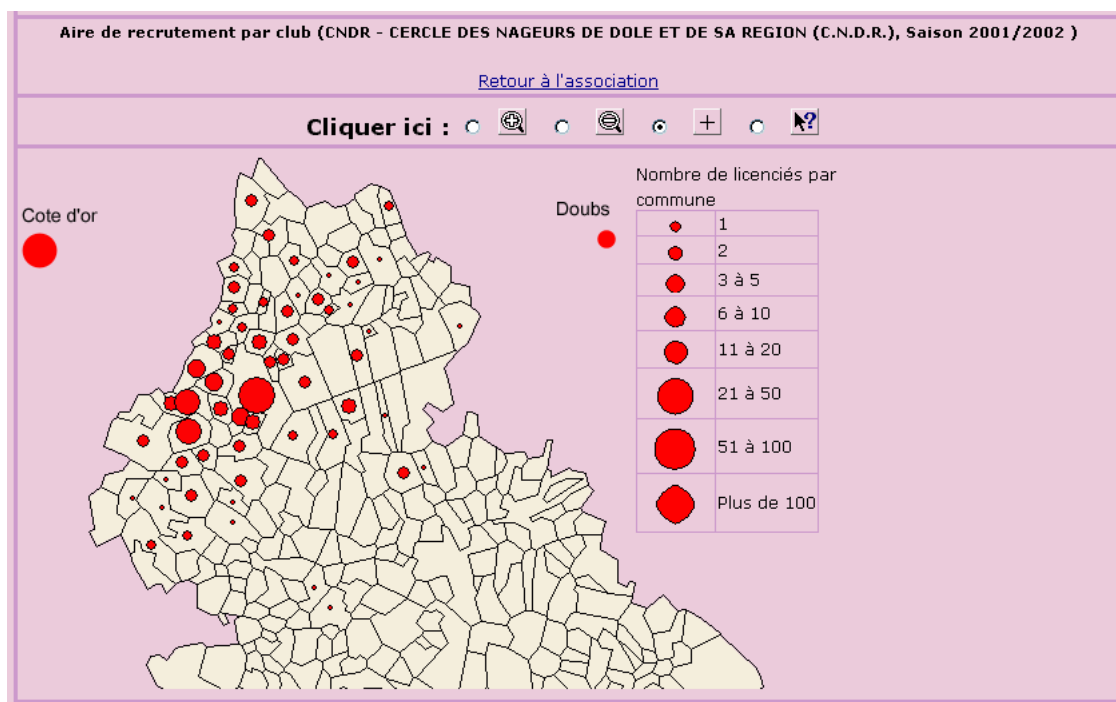 Aire de recrutement par club (CNDR - CERCLE DES NAGEURS DE DOLE ET DE SA REGION (C.N.D.R.), Saison 2001/2002 )
Retour à l'association
Cliquer ici :
Cote d'or
Doubs
Nombre de licenciés par
commune
1
2
3 à 5
6 à 10
11 à 20
21 à 50
51 à 100
Plus de 100